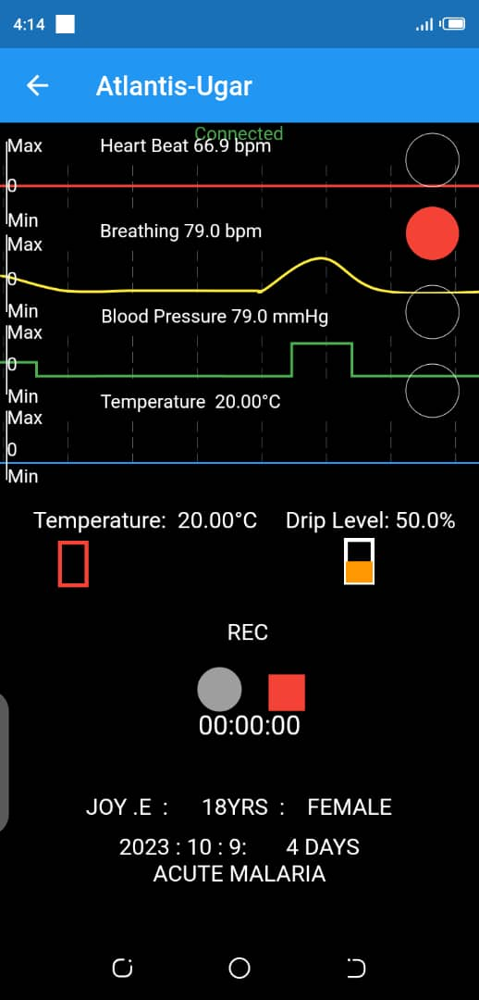 4:14
Atlantis-Ugar
Connected
Max
Heart Beat 66.9 bpm
0
Min
Max
Breathing 79.0 bpm
0
Min
Max
Blood Pressure 79.0 mmHg
0
Min
Max
Temperature 20.00°C
0
Min
Temperature: 20.00°C Drip Level: 50.0%
REC
00:00:00
JOY .E : 18YRS : FEMALE
2023 : 10 : 9: 4 DAYS
ACUTE MALARIA